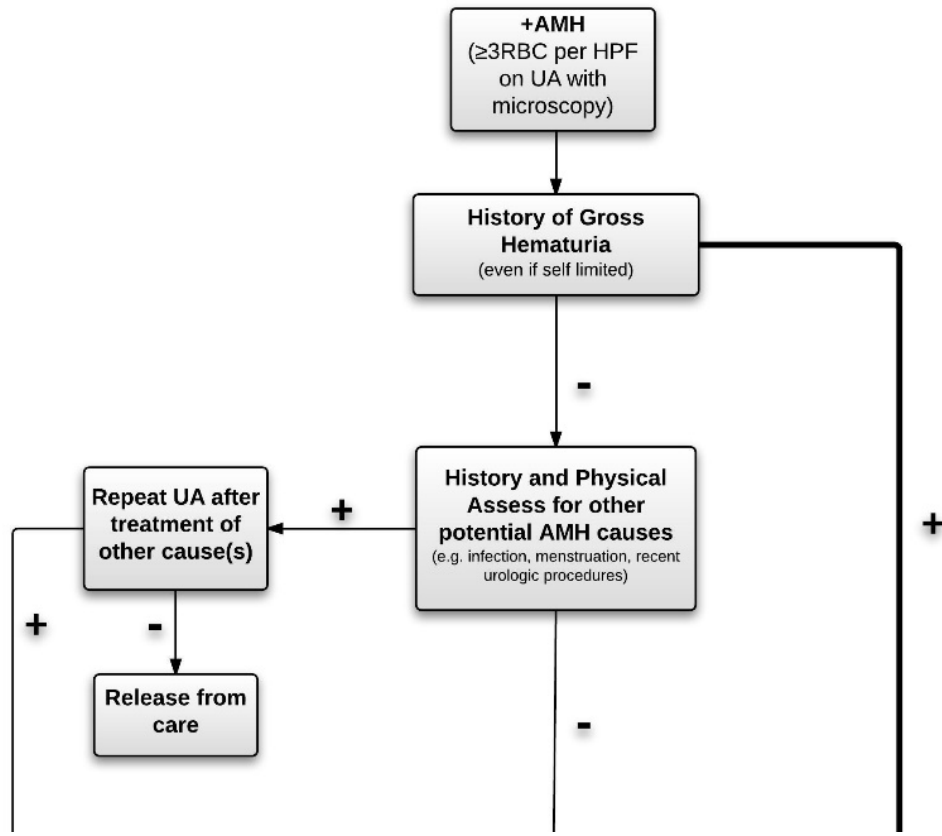 +AMH
(≥3RBC per HPF
on UA with
microscopy)
History of Gross
Hematuria
(even if self limited)
-
History and Physical
Assess for other
potential AMH causes
(e.g. infection, menstruation, recent
urologic procedures)
+
Repeat UA after
treatment of
other cause(s)
+
+
-
Release from
care
-